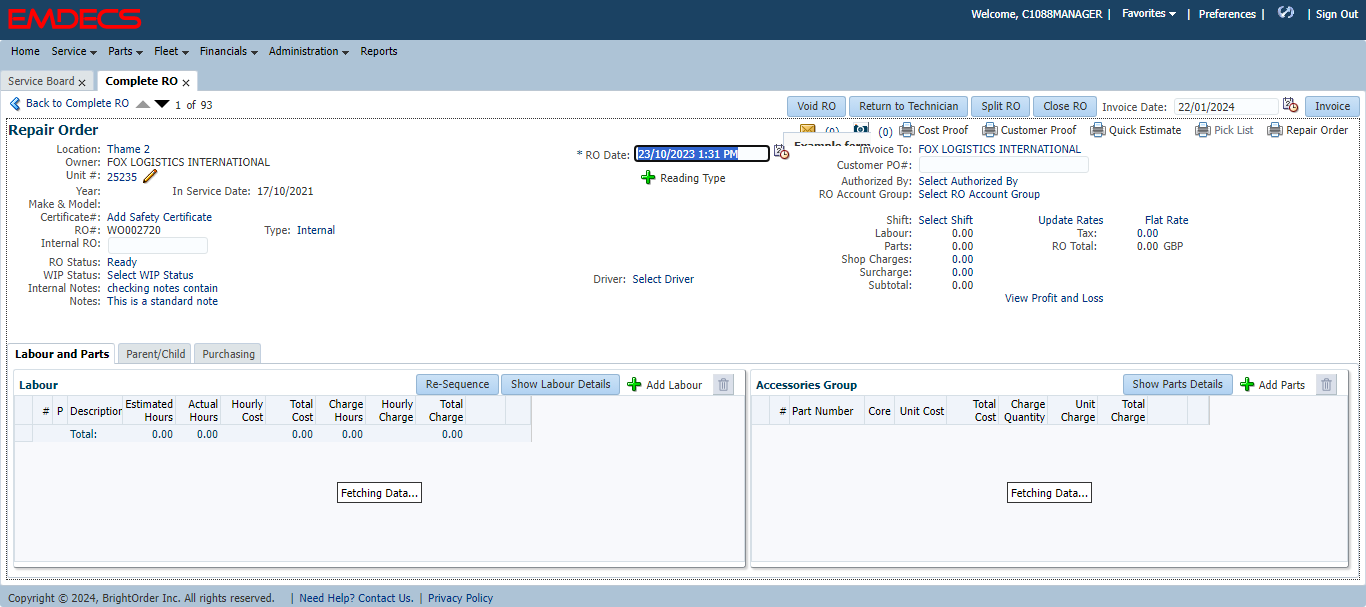 EMDECS
Welcome, C1088MANAGER | Favorites | Preferences | | Sign Out
Home Service Parts Fleet Financials Administration Reports
Service Board x Complete RO x
Back to Complete RO 1 of 93 Void RO Return to Technician Split RO Close RO Invoice Date: 22/01/2024 Invoice
Repair Order (0) (0) Cost Proof Customer Proof Quick Estimate Pick List Repair Order
Example form
Location: Thame 2 * RO Date: 23/10/2023 1:31 PM Invoice To: FOX LOGISTICS INTERNATIONAL
Owner: FOX LOGISTICS INTERNATIONAL Customer PO#:
Unit #: 25235 Reading Type Authorized By: Select Authorized By
Year: In Service Date: 17/10/2021 RO Account Group: Select RO Account Group
Make & Model:
Certificate#: Add Safety Certificate Shift: Select Shift Update Rates Flat Rate
RO#: WO002720 Type: Internal Labour: 0.00 Tax: 0.00
Internal RO: Parts: 0.00 RO Total: 0.00 GBP
RO Status: Ready Shop Charges: 0.00
WIP Status: Select WIP Status Driver: Select Driver Surcharge: 0.00
Internal Notes: checking notes contain Subtotal: 0.00
Notes: This is a standard note View Profit and Loss
Labour and Parts Parent/Child Purchasing
Labour Re-Sequence Show Labour Details Add Labour Accessories Group Show Parts Details Add Parts
# P Description Estimated Hours Actual Hours Hourly Cost Total Cost Charge Hours Hourly Charge Total Charge # Part Number Core Unit Cost Total Cost Charge Quantity Unit Charge Total Charge
Total: 0.00 0.00 0.00 0.00 0.00
Fetching Data... Fetching Data...
Copyright © 2024, BrightOrder Inc. All rights reserved. | Need Help? Contact Us. | Privacy Policy